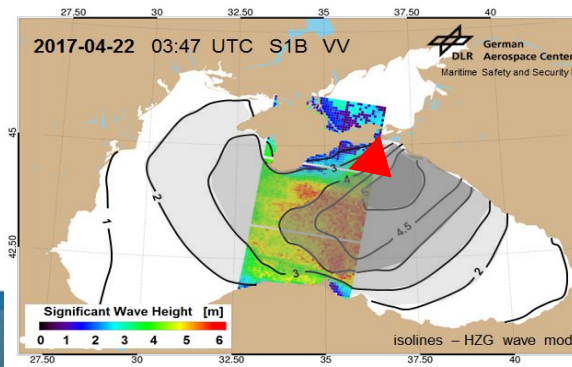 27.50 30 32.50 35 37.50 40
2017-04-22 03:47 UTC S1B VV
German
DLR Aerospace Center
Maritime Safety and Security
45
42.50
1
2
3
4
4.5
3
2
Significant Wave Height [m]
0 1 2 3 4 5 6
isolines – HZG wave mod
27.50 30 32.50 35 37.50 40